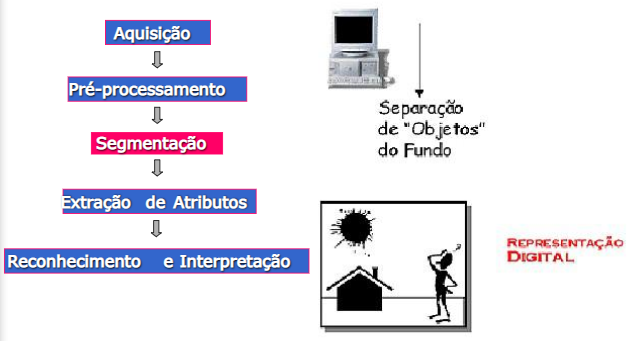 Aquisição
Pré-processamento
Segmentação
Extração de Atributos
Reconhecimento e Interpretação
Separação
de "Objetos"
do Fundo
REPRESENTAÇÃO
DIGITAL